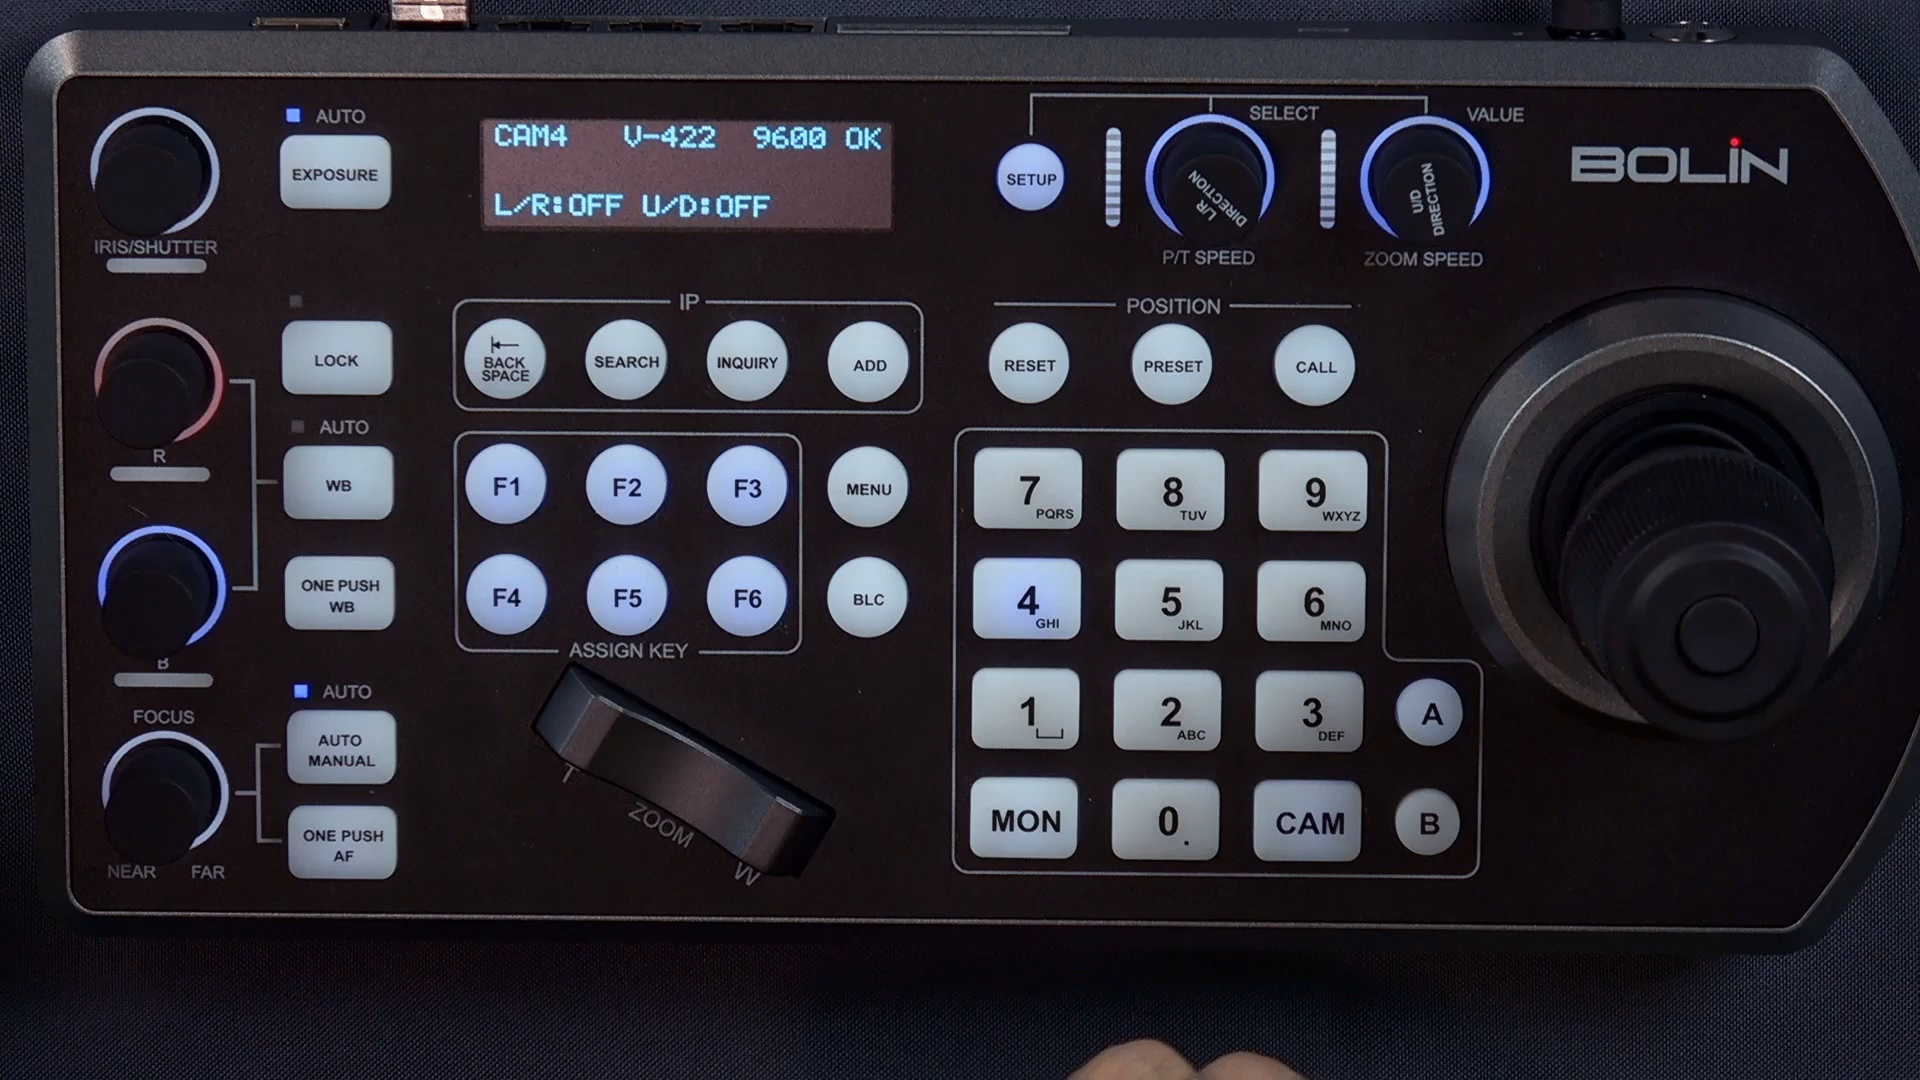 AUTO
EXPOSURE
IRIS/SHUTTER
CAM4 V-422 9600 OK
L/R:OFF U/D:OFF
SELECT
VALUE
SETUP
L/R
DIRECTION
U/D
DIRECTION
P/T SPEED
ZOOM SPEED
BOLIN
LOCK
R
AUTO
WB
ONE PUSH
WB
B
IP
BACK
SPACE
SEARCH
INQUIRY
ADD
POSITION
RESET
PRESET
CALL
F1
F2
F3
MENU
F4
F5
F6
BLC
ASSIGN KEY
7 PQRS
8 TUV
9 WXYZ
4 GHI
5 JKL
6 MNO
1
2 ABC
3 DEF
A
MON
0 .
CAM
B
FOCUS
AUTO
AUTO
MANUAL
ONE PUSH
AF
NEAR
FAR
T
ZOOM
W